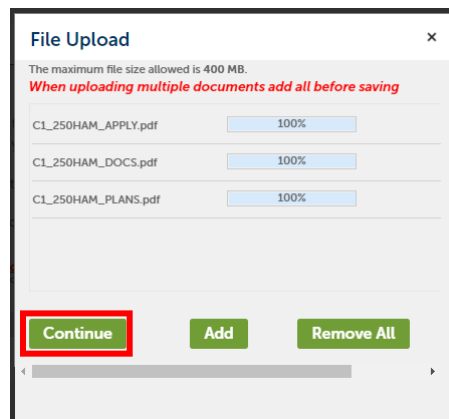 File Upload ×
The maximum file size allowed is 400 MB.
When uploading multiple documents add all before saving
C1_250HAM_APPLY.pdf 100%
C1_250HAM_DOCS.pdf 100%
C1_250HAM_PLANS.pdf 100%
Continue Add Remove All